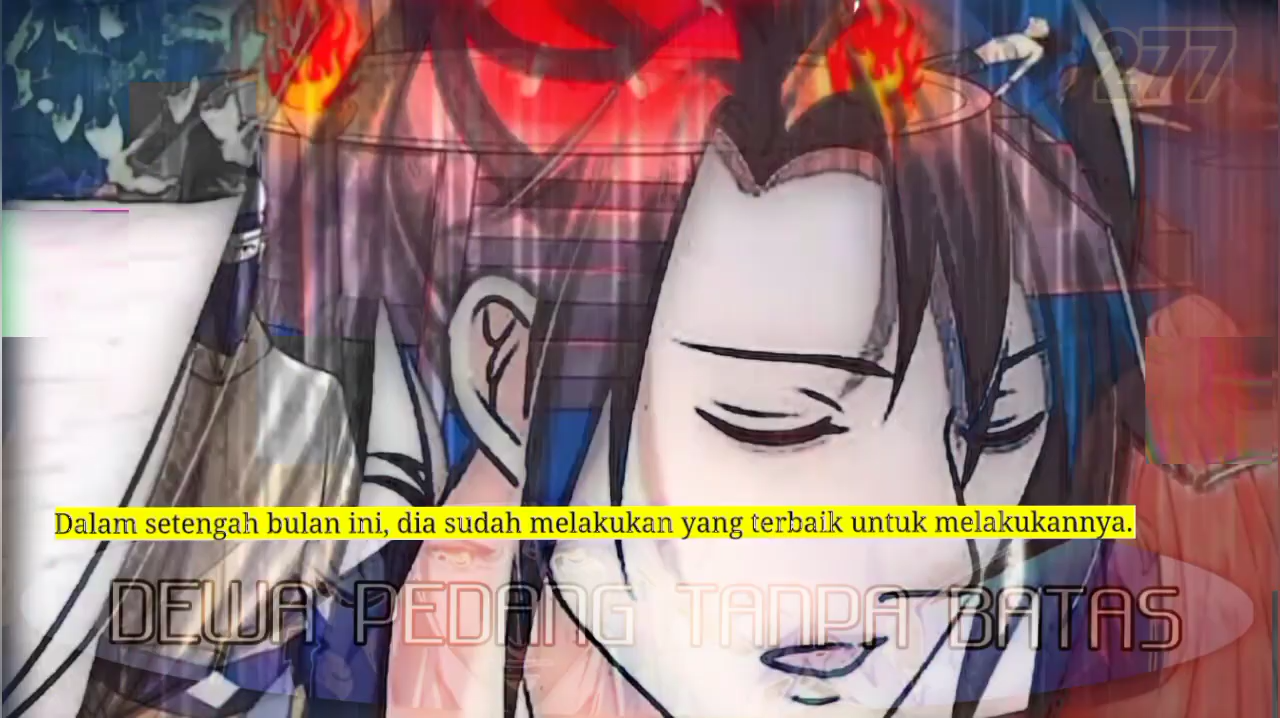 277
Dalam setengah bulan ini, dia sudah melakukan yang terbaik untuk melakukannya.
DEWA PEDANG TANPA BATAS